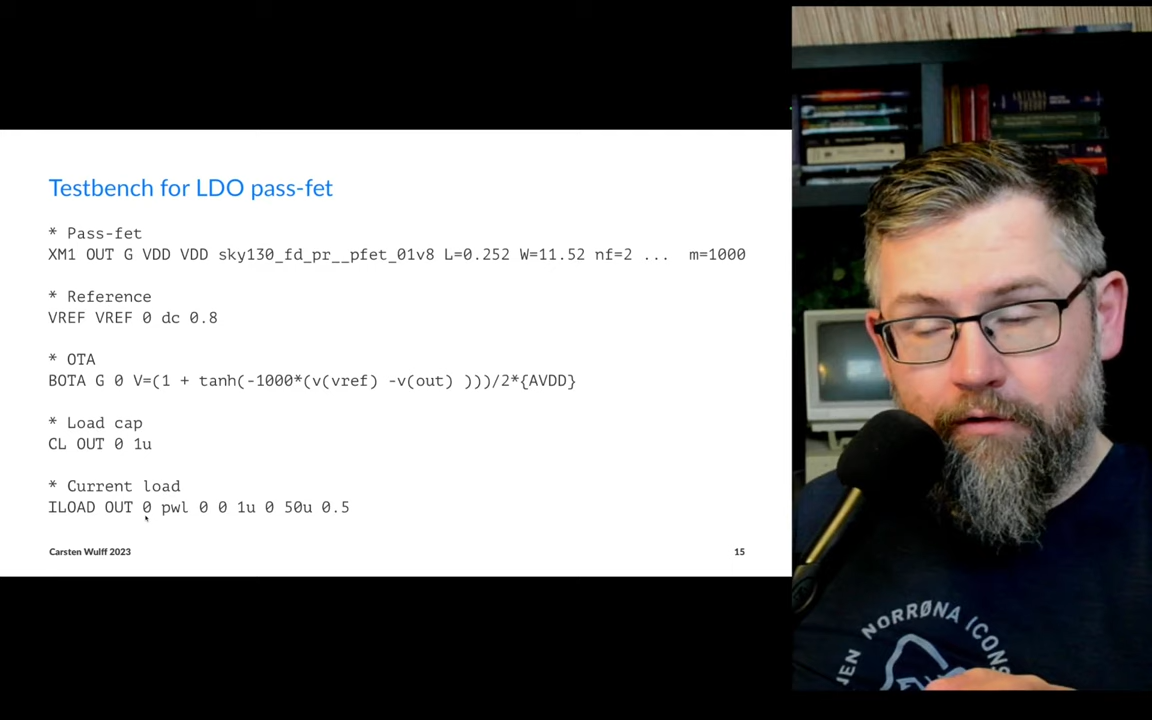 Testbench for LDO pass-fet
* Pass-fet
XM1 OUT G VDD VDD sky130_fd_pr__pfet_01v8 L=0.252 W=11.52 nf=2 ... m=1000
* Reference
VREF VREF 0 dc 0.8
* OTA
BOTA G 0 V=(1 + tanh(-1000*(v(vref) -v(out) )))/2*{AVDD}
* Load cap
CL OUT 0 1u
* Current load
ILOAD OUT 0 pwl 0 0 1u 0 50u 0.5
Carsten Wulff 2023
15
NORRØNA ICONS